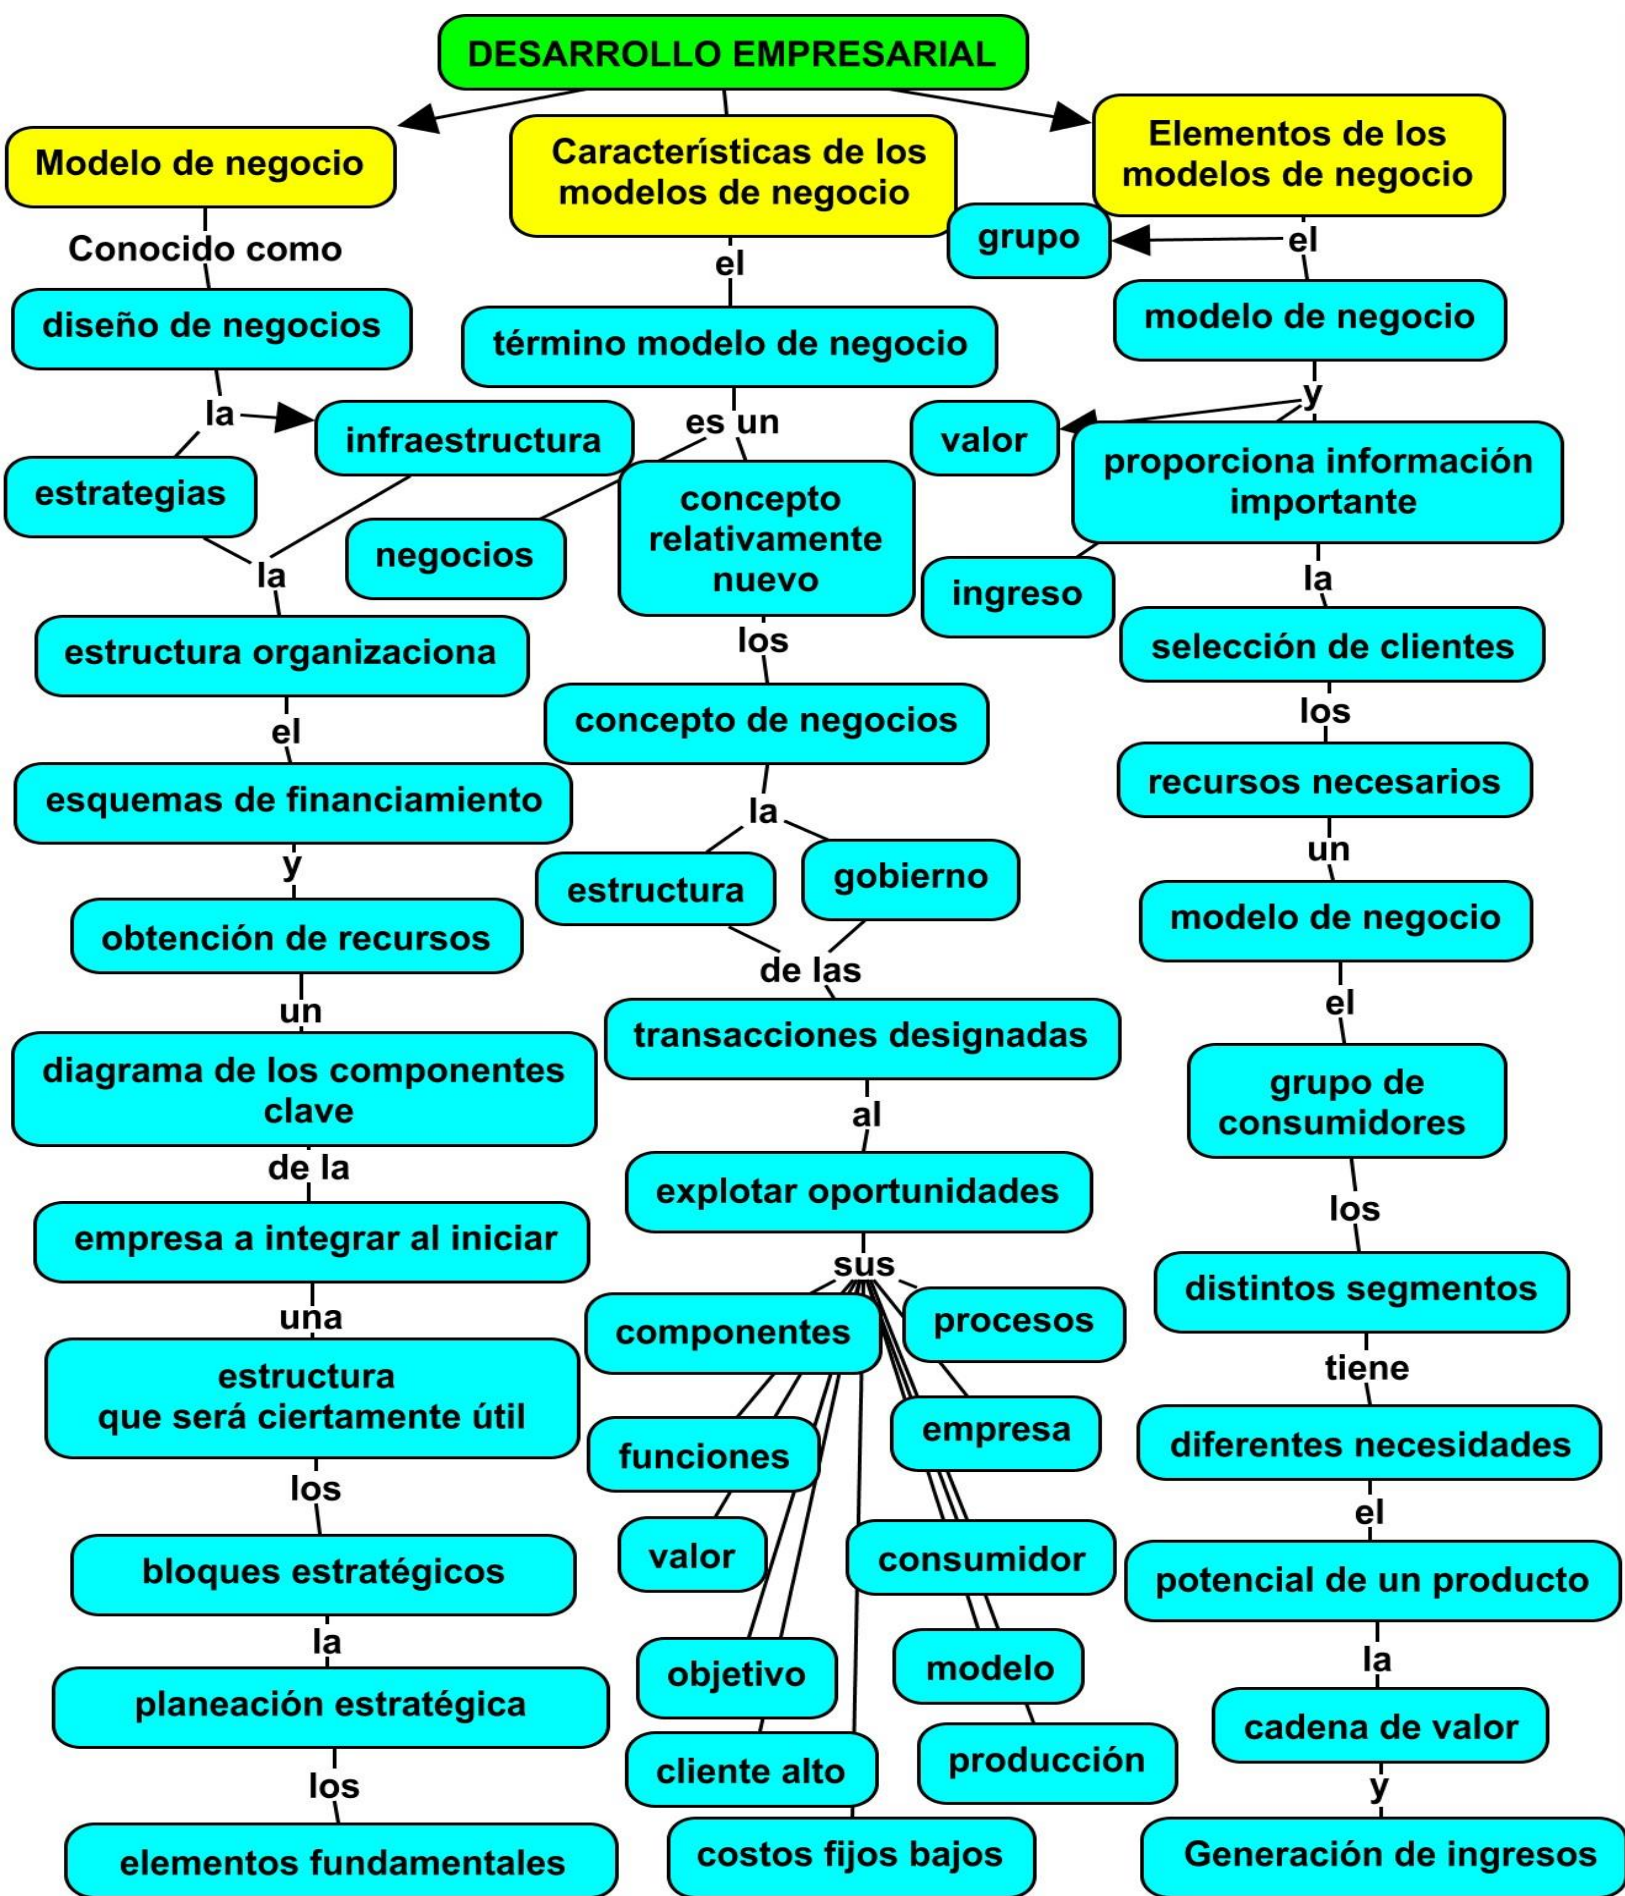 DESARROLLO EMPRESARIAL
Modelo de negocio
Conocido como
diseño de negocios
la
infraestructura
estrategias
la
estructura organizaciona
el
esquemas de financiamiento
y
obtención de recursos
un
diagrama de los componentes
clave
de la
empresa a integrar al iniciar
una
estructura
que será ciertamente útil
los
bloques estratégicos
la
planeación estratégica
los
elementos fundamentales
Características de los
modelos de negocio
el
término modelo de negocio
es un
negocios
concepto
relativamente
nuevo
los
concepto de negocios
la
estructura
gobierno
de las
transacciones designadas
al
explotar oportunidades
sus
componentes
procesos
funciones
empresa
valor
consumidor
objetivo
modelo
cliente alto
producción
costos fijos bajos
Elementos de los
modelos de negocio
grupo
el
modelo de negocio
y
valor
proporciona información
importante
ingreso
la
selección de clientes
los
recursos necesarios
un
modelo de negocio
el
grupo de
consumidores
los
distintos segmentos
tiene
diferentes necesidades
el
potencial de un producto
la
cadena de valor
y
Generación de ingresos